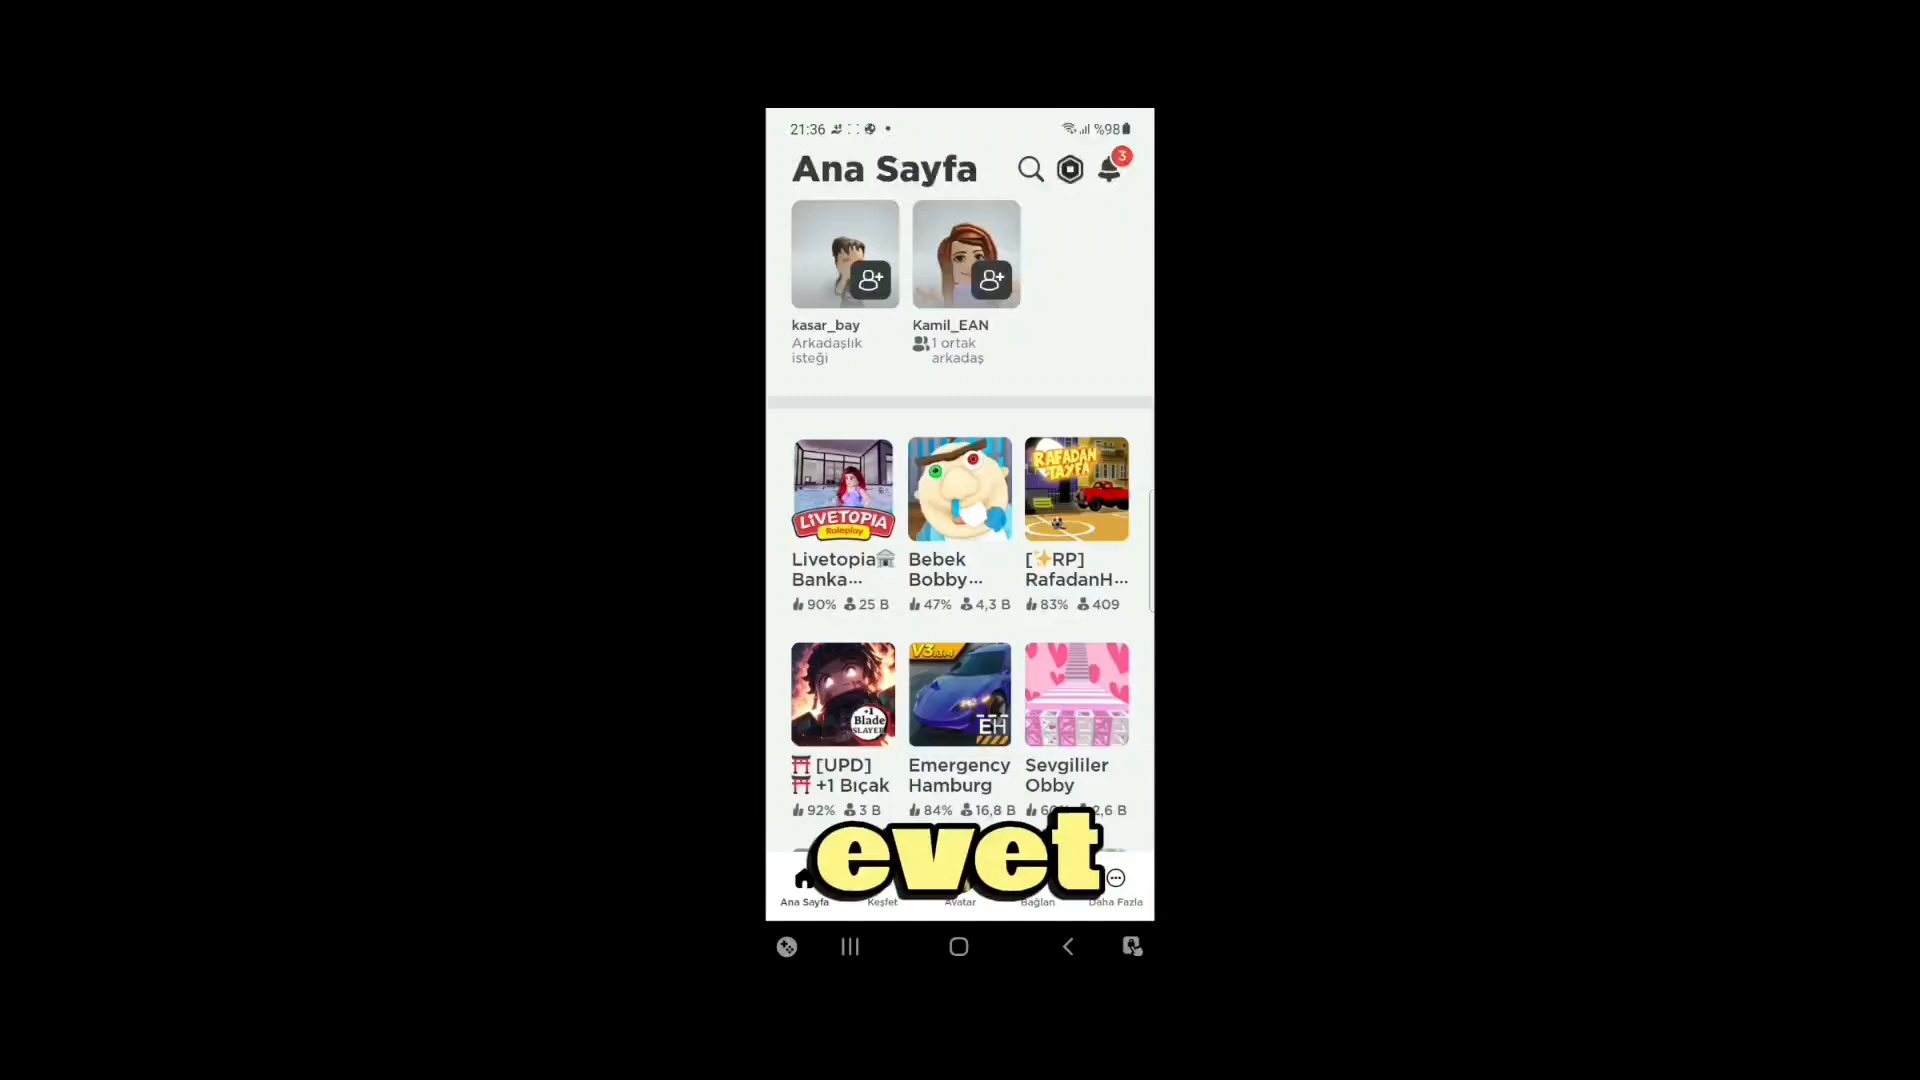 21:36 %98
Ana Sayfa
3
kasar_bay Kamil_EAN
Arkadaşlık isteği
1 ortak arkadaş
LIVETOPIA
Roleplay
RAFADAN
TAYFA
Livetopia🏛️ Bebek [✨RP]
Banka... Bobby... RafadanH...
90% 25 B 47% 4,3 B 83% 409
+1
Blade
SLAYER
V3
EH
⛩️ [UPD] Emergency Sevgililer
⛩️ +1 Bıçak Hamburg Obby
92% 3 B 84% 16,8 B 2,6 B
evet
Ana Sayfa Keşfet Avatar Bağlan Daha Fazla